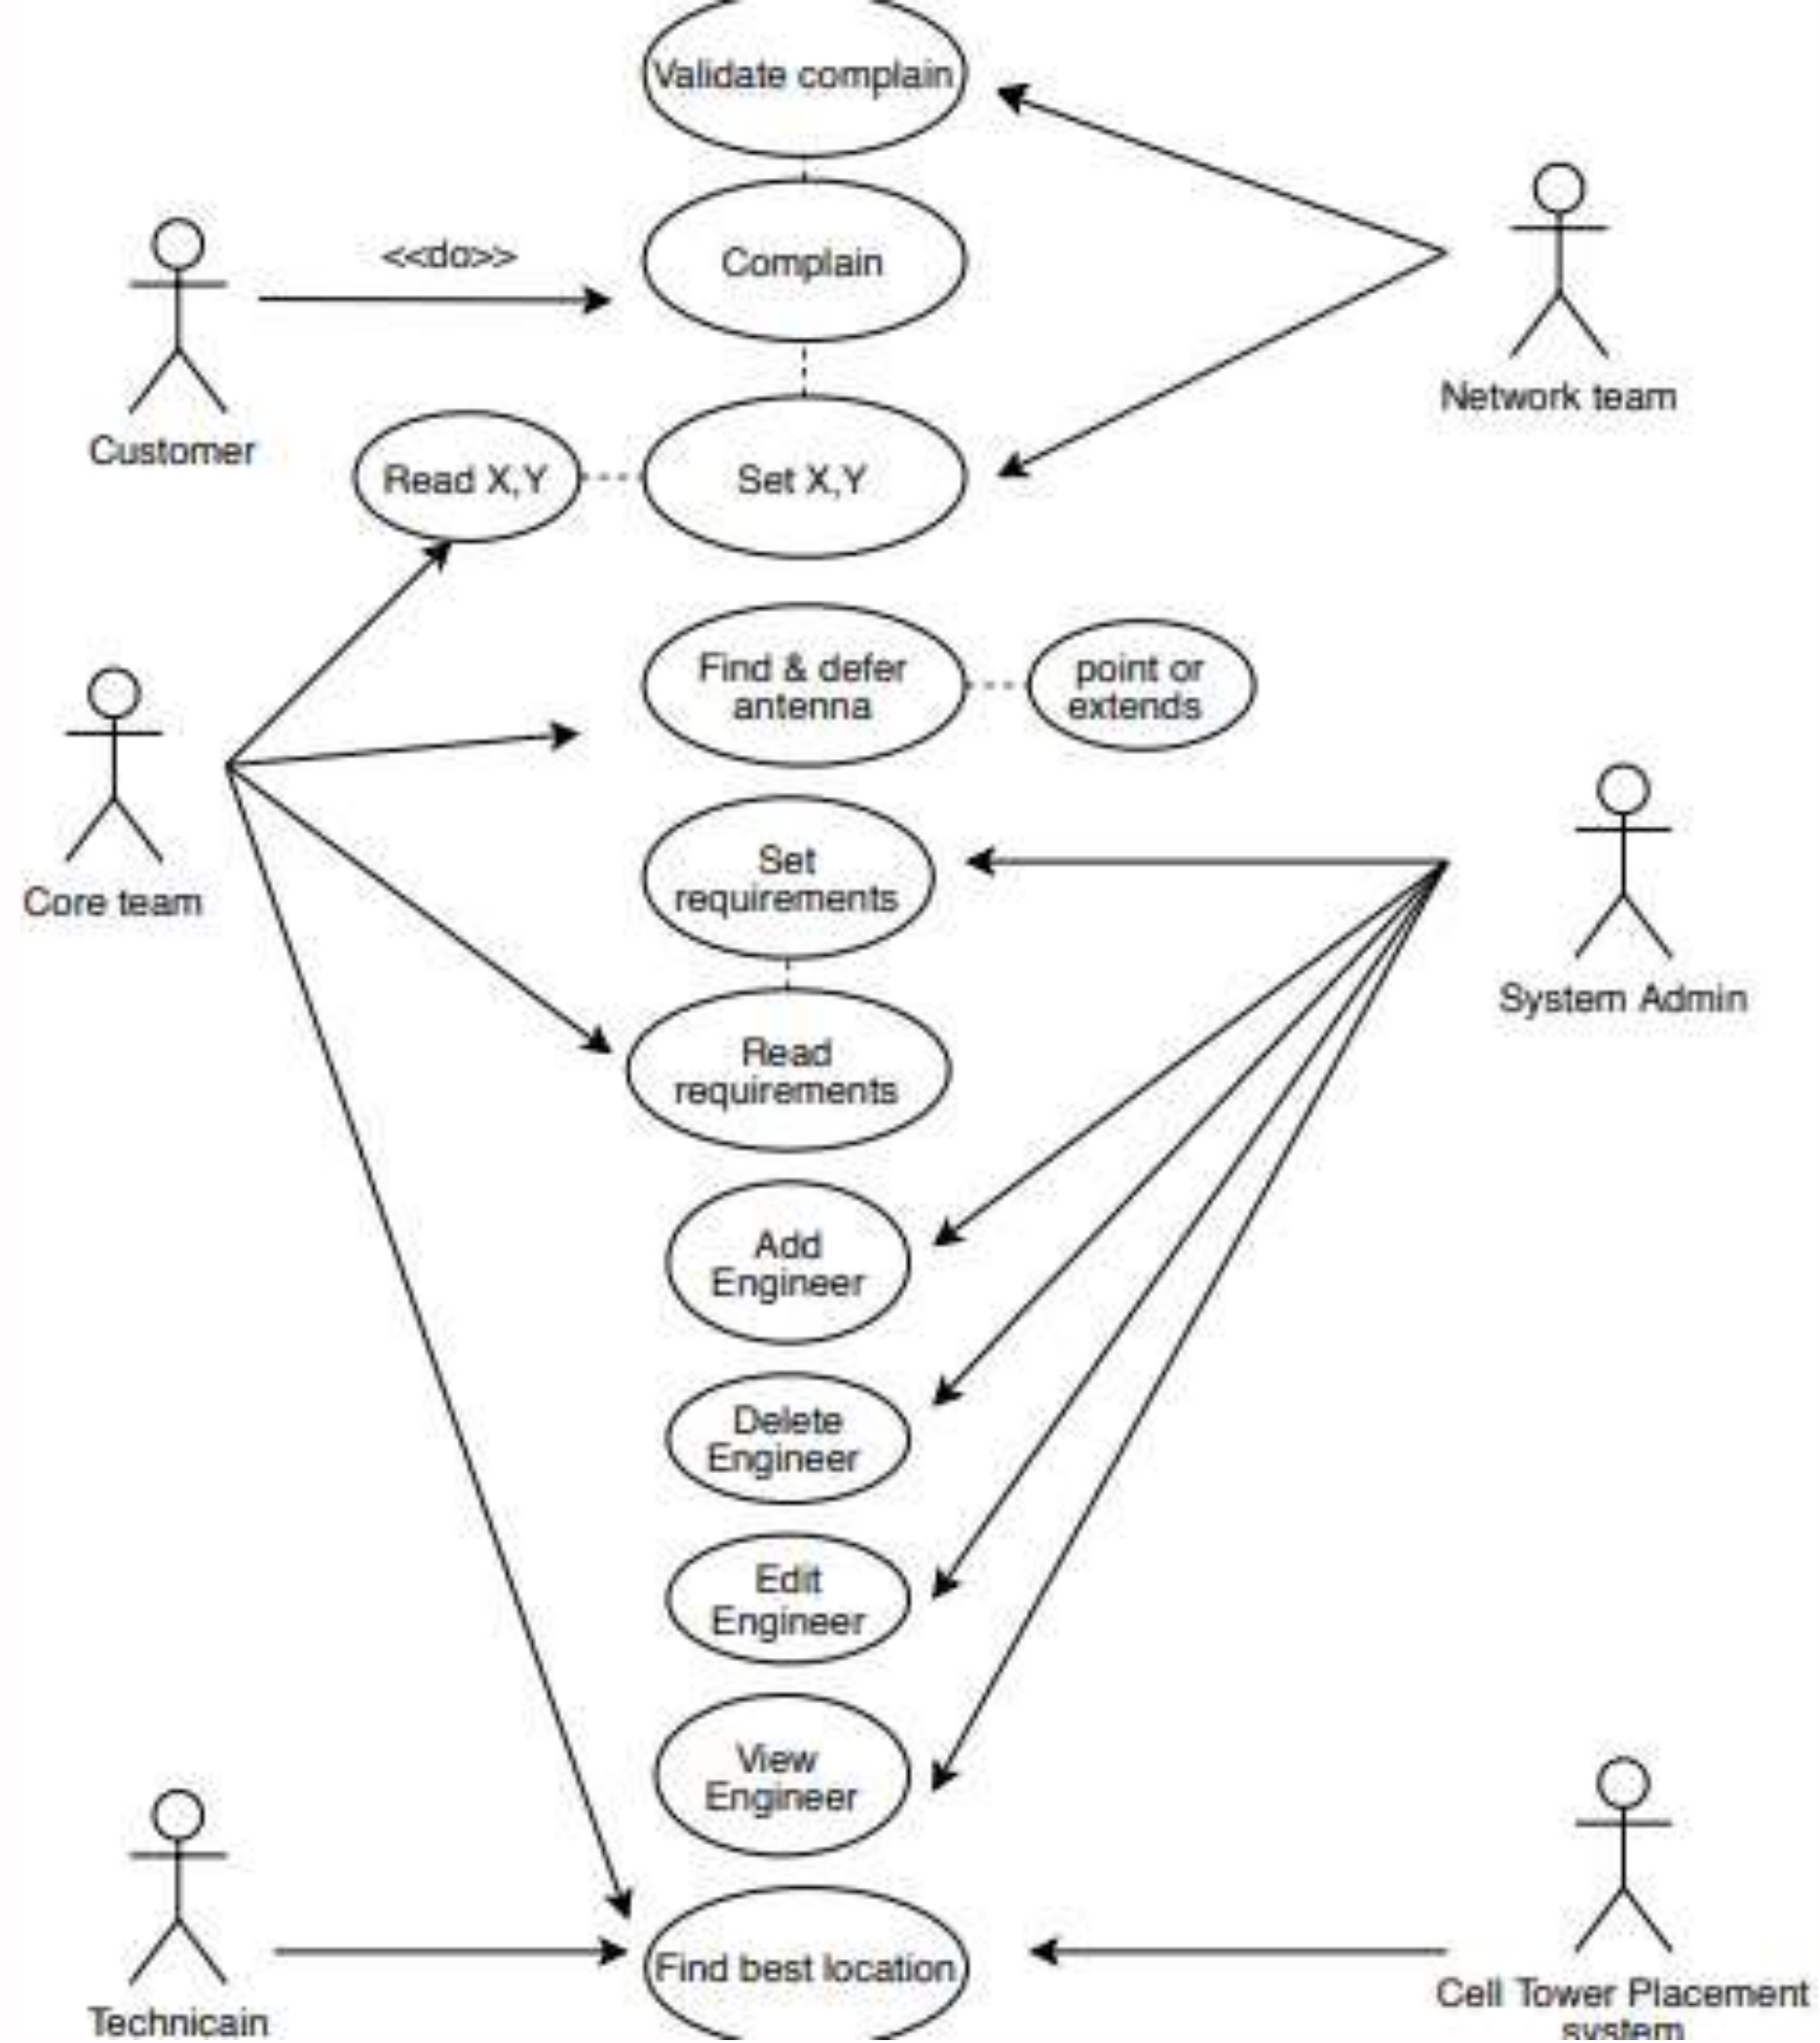 Validate complain
<<do>>
Complain
Network team
Customer
Read X,Y
Set X,Y
Find & defer
antenna
point or
extends
Core team
Set
requirements
System Admin
Read
requirements
Add
Engineer
Delete
Engineer
Edit
Engineer
View
Engineer
Find best location
Technicain
Cell Tower Placement
system